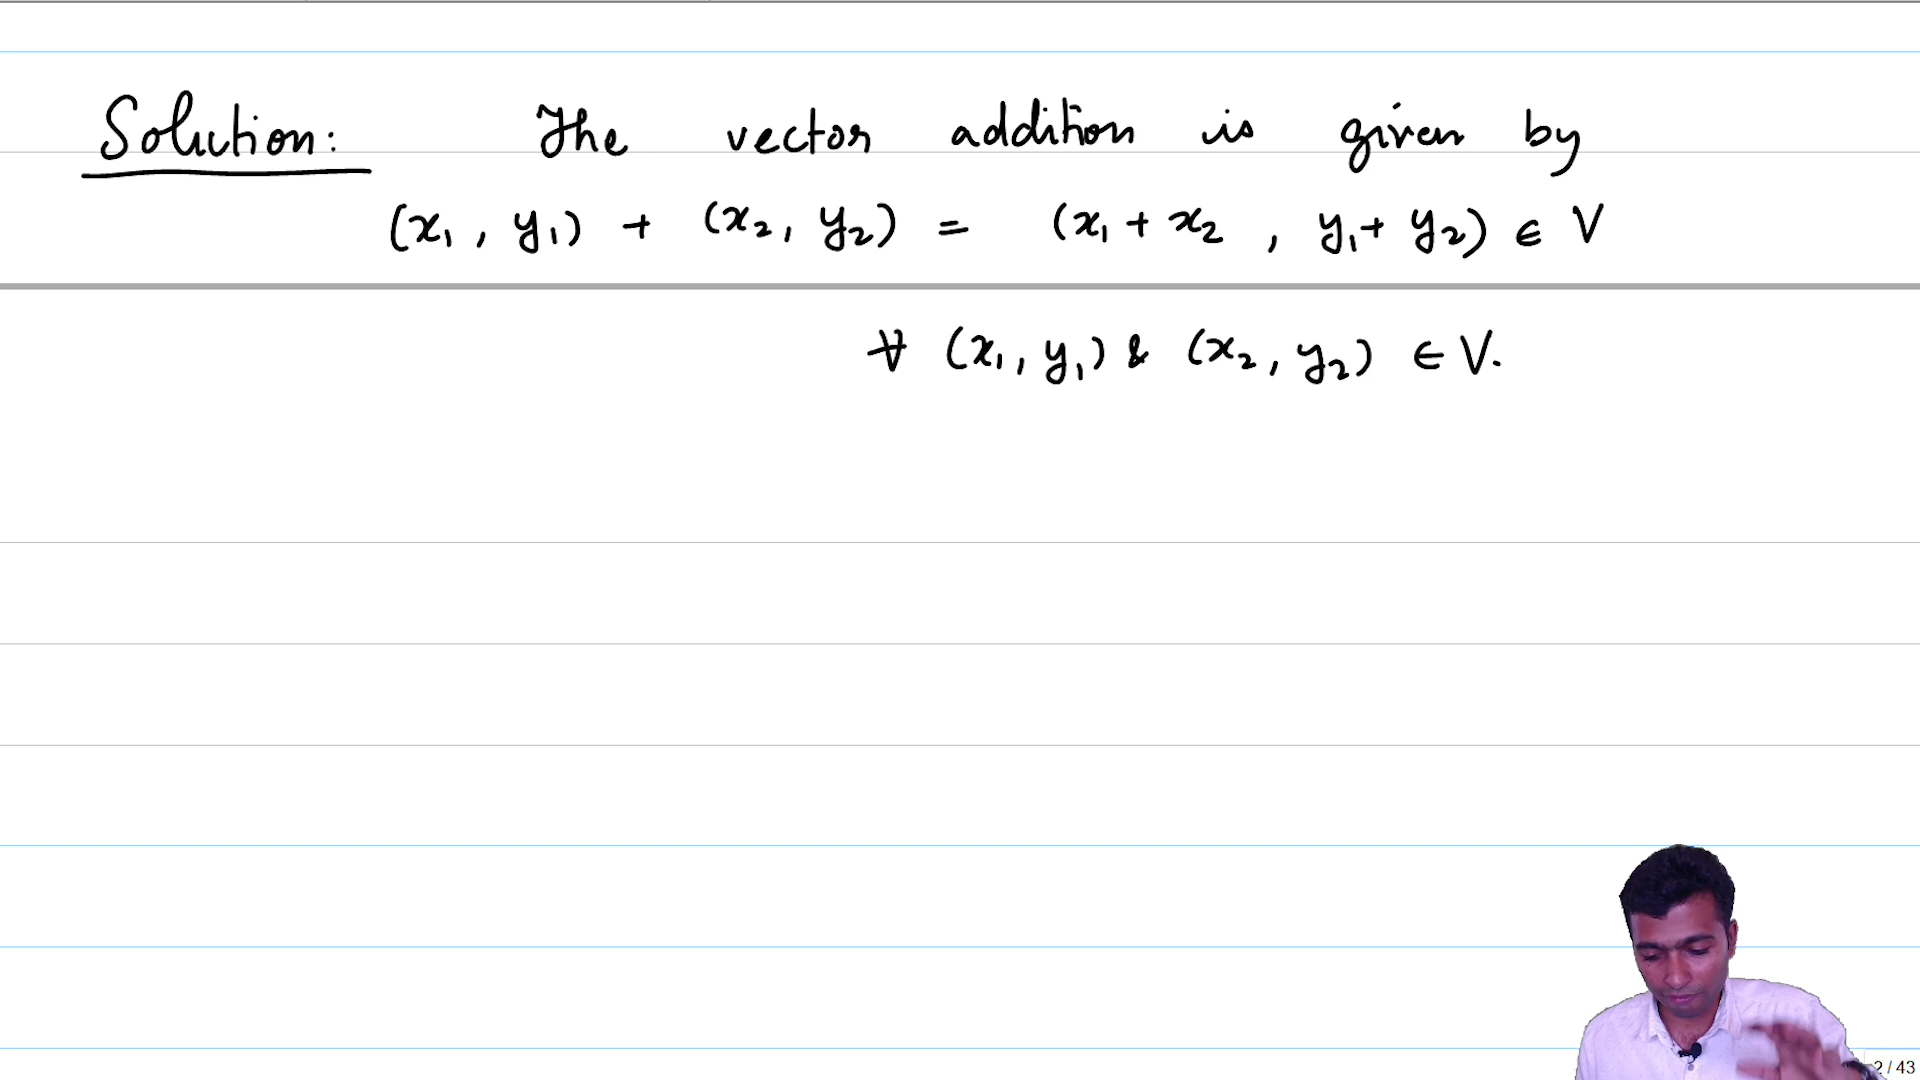 Solution: The vector addition is given by
(x₁, y₁) + (x₂, y₂) = (x₁ + x₂, y₁ + y₂) ∈ V
∀ (x₁, y₁) & (x₂, y₂) ∈ V.
2 / 43